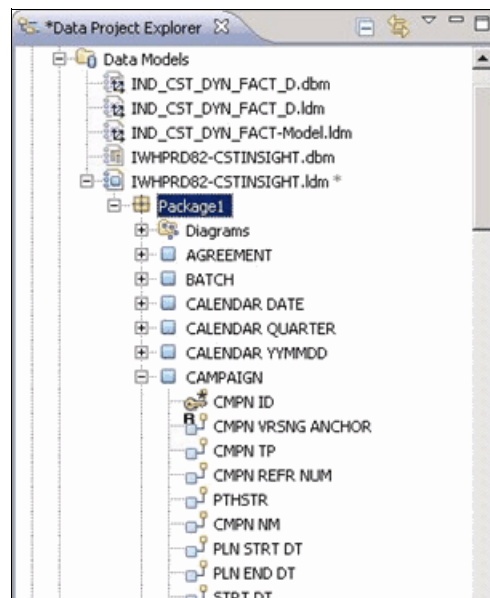 *Data Project Explorer
Data Models
IND_CST_DYN_FACT_D.dbm
IND_CST_DYN_FACT_D.ldm
IND_CST_DYN_FACT-Model.ldm
IWHPRD82-CSTINSIGHT.dbm
IWHPRD82-CSTINSIGHT.ldm *
Package1
Diagrams
AGREEMENT
BATCH
CALENDAR DATE
CALENDAR QUARTER
CALENDAR YYMMDD
CAMPAIGN
CMPN ID
CMPN VRSNG ANCHOR
CMPN TP
CMPN REFR NUM
PTHSTR
CMPN NM
PLN STRT DT
PLN END DT
STRT DT